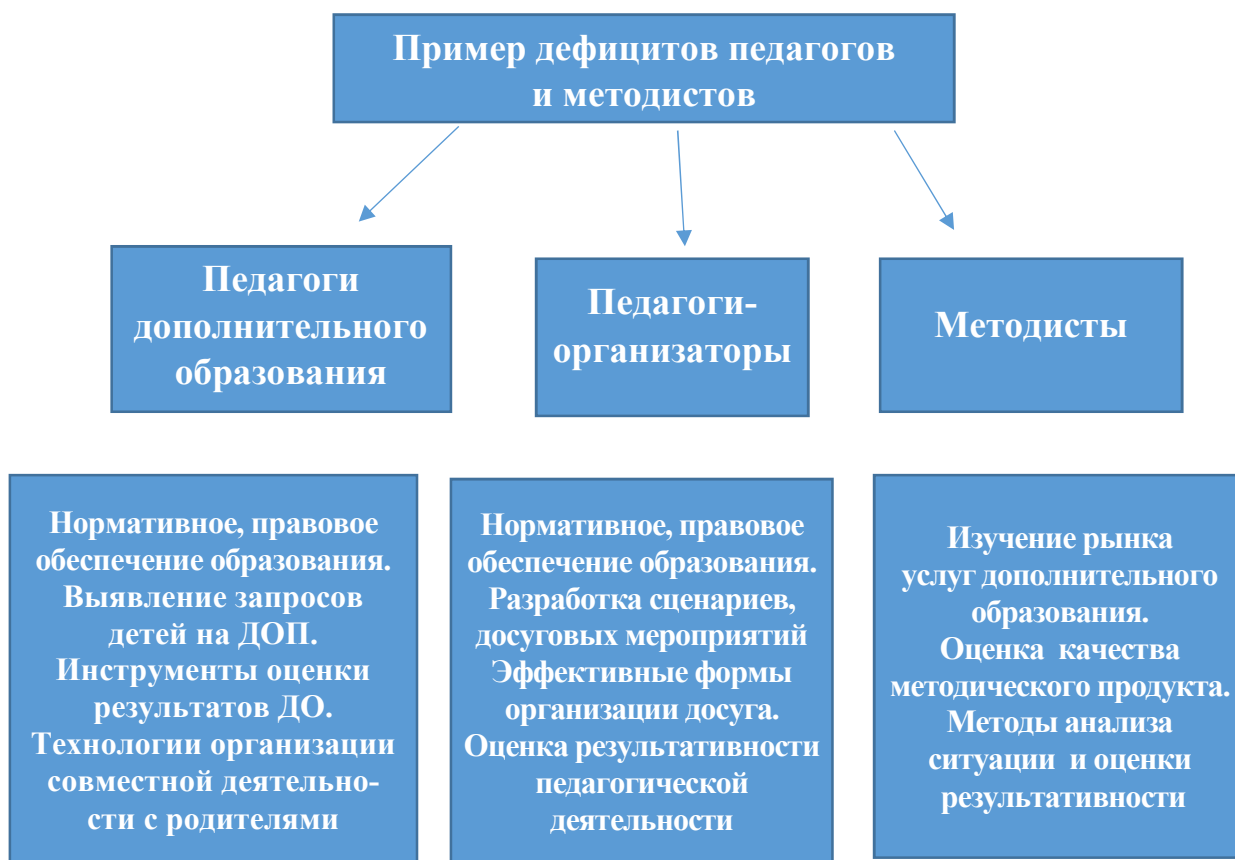 Пример дефицитов педагогов
и методистов
Педагоги
дополнительного
образования
Педагоги-
организаторы
Методисты
Нормативное, правовое
обеспечение образования.
Выявление запросов
детей на ДОП.
Инструменты оценки
результатов ДО.
Технологии организации
совместной деятельно-
сти с родителями
Нормативное, правовое
обеспечение образования.
Разработка сценариев,
досуговых мероприятий
Эффективные формы
организации досуга.
Оценка результативности
педагогической
деятельности
Изучение рынка
услуг дополнительного
образования.
Оценка качества
методического продукта.
Методы анализа
ситуации и оценки
результативности